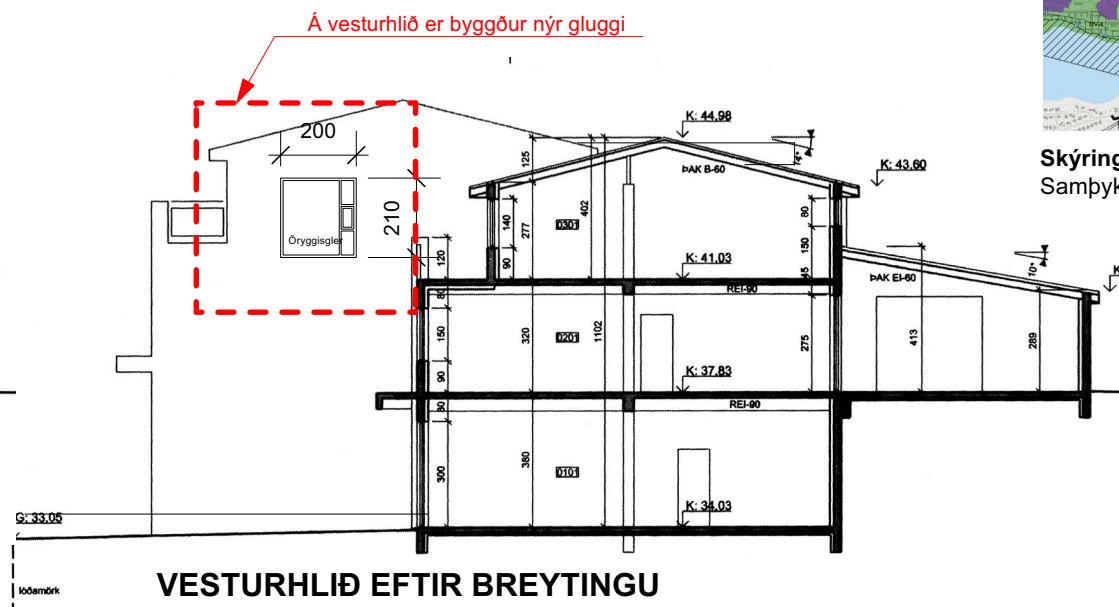 Á vesturhlið er byggður nýr gluggi
Skýring
Samþyk
200
K: 44,98
K: 43,60
14°
125
ÞAK B-60
210
Öryggisgler
140
277
402
0301
80
150
120
90
K: 41,03
45
10°
ÞAK EI-60
K
80
REI-90
150
320
0201
1102
275
413
289
90
K: 37,83
80
REI-90
300
380
0101
K: 34,03
G: 33,05
lóðamörk
VESTURHLIÐ EFTIR BREYTINGU